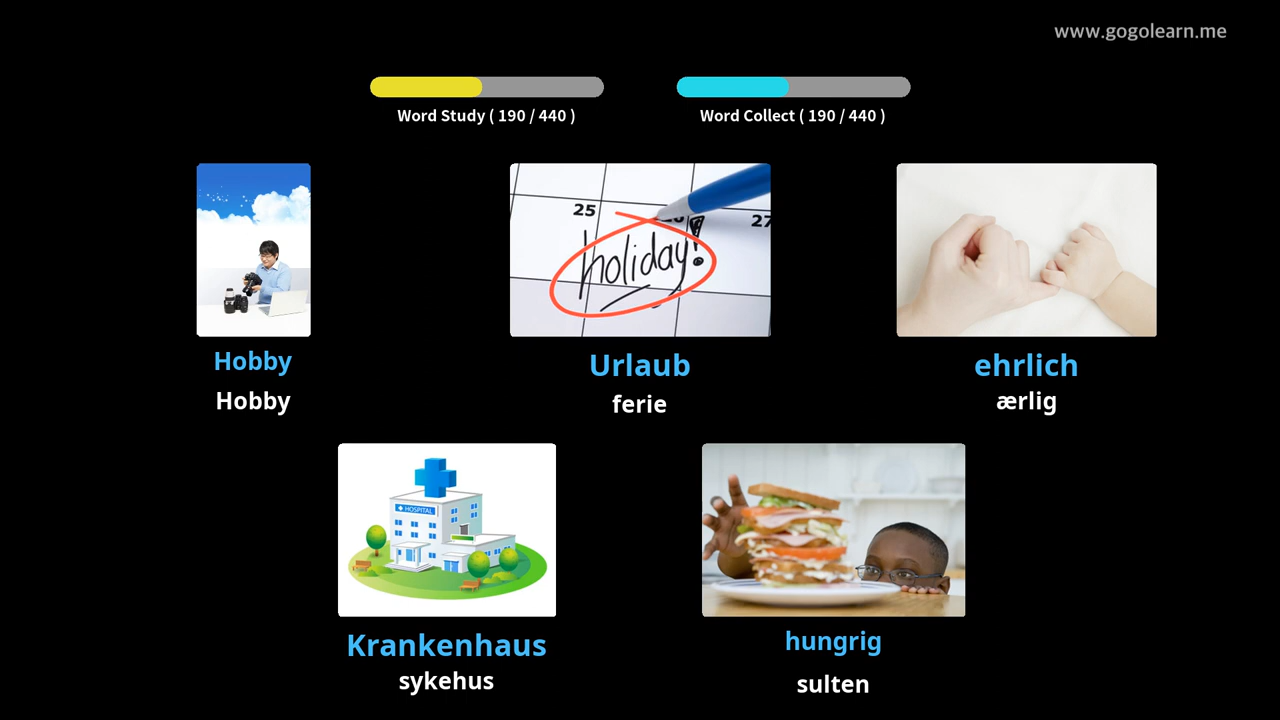 www.gogolearn.me
Word Study ( 190 / 440 )
Word Collect ( 190 / 440 )
25
27
holiday!
Hobby
Urlaub
ehrlich
Hobby
ferie
ærlig
HOSPITAL
Krankenhaus
hungrig
sykehus
sulten